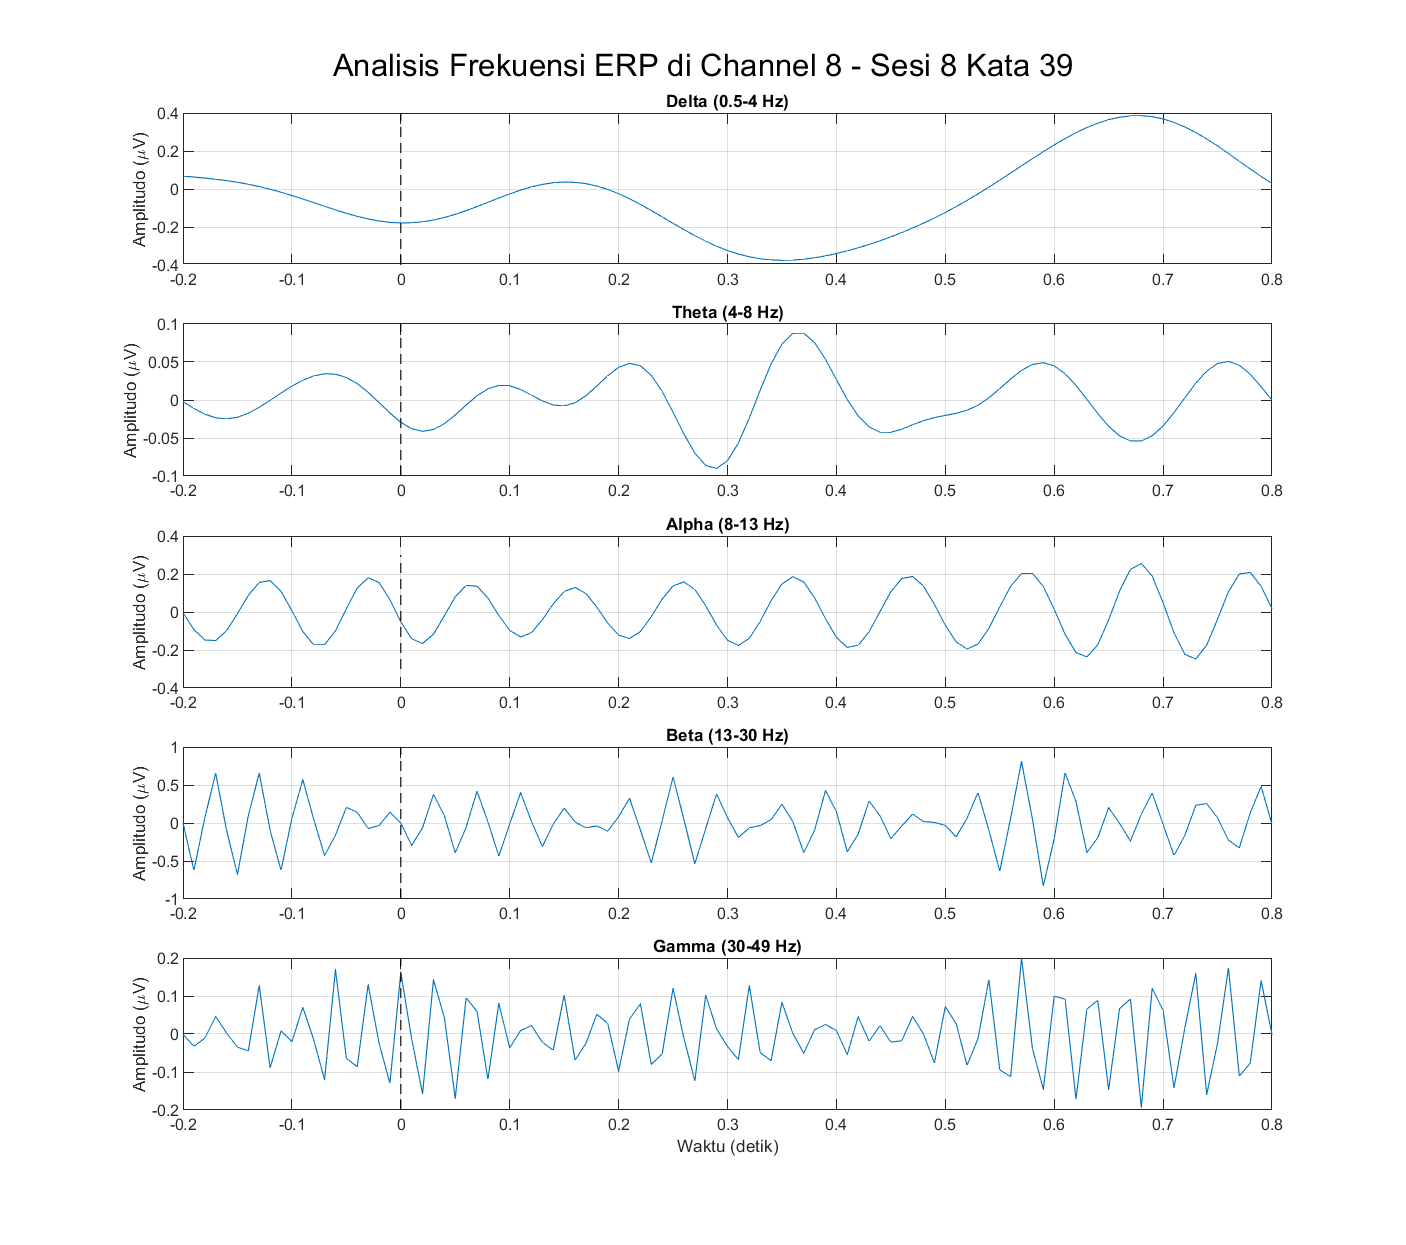 Analisis Frekuensi ERP di Channel 8 - Sesi 8 Kata 39
Delta (0.5-4 Hz)
Amplitudo (μV)
0.4
0.2
0
-0.2
-0.4
-0.2 -0.1 0 0.1 0.2 0.3 0.4 0.5 0.6 0.7 0.8
Theta (4-8 Hz)
Amplitudo (μV)
0.1
0.05
0
-0.05
-0.1
-0.2 -0.1 0 0.1 0.2 0.3 0.4 0.5 0.6 0.7 0.8
Alpha (8-13 Hz)
Amplitudo (μV)
0.4
0.2
0
-0.2
-0.4
-0.2 -0.1 0 0.1 0.2 0.3 0.4 0.5 0.6 0.7 0.8
Beta (13-30 Hz)
Amplitudo (μV)
1
0.5
0
-0.5
-1
-0.2 -0.1 0 0.1 0.2 0.3 0.4 0.5 0.6 0.7 0.8
Gamma (30-49 Hz)
Amplitudo (μV)
0.2
0.1
0
-0.1
-0.2
-0.2 -0.1 0 0.1 0.2 0.3 0.4 0.5 0.6 0.7 0.8
Waktu (detik)